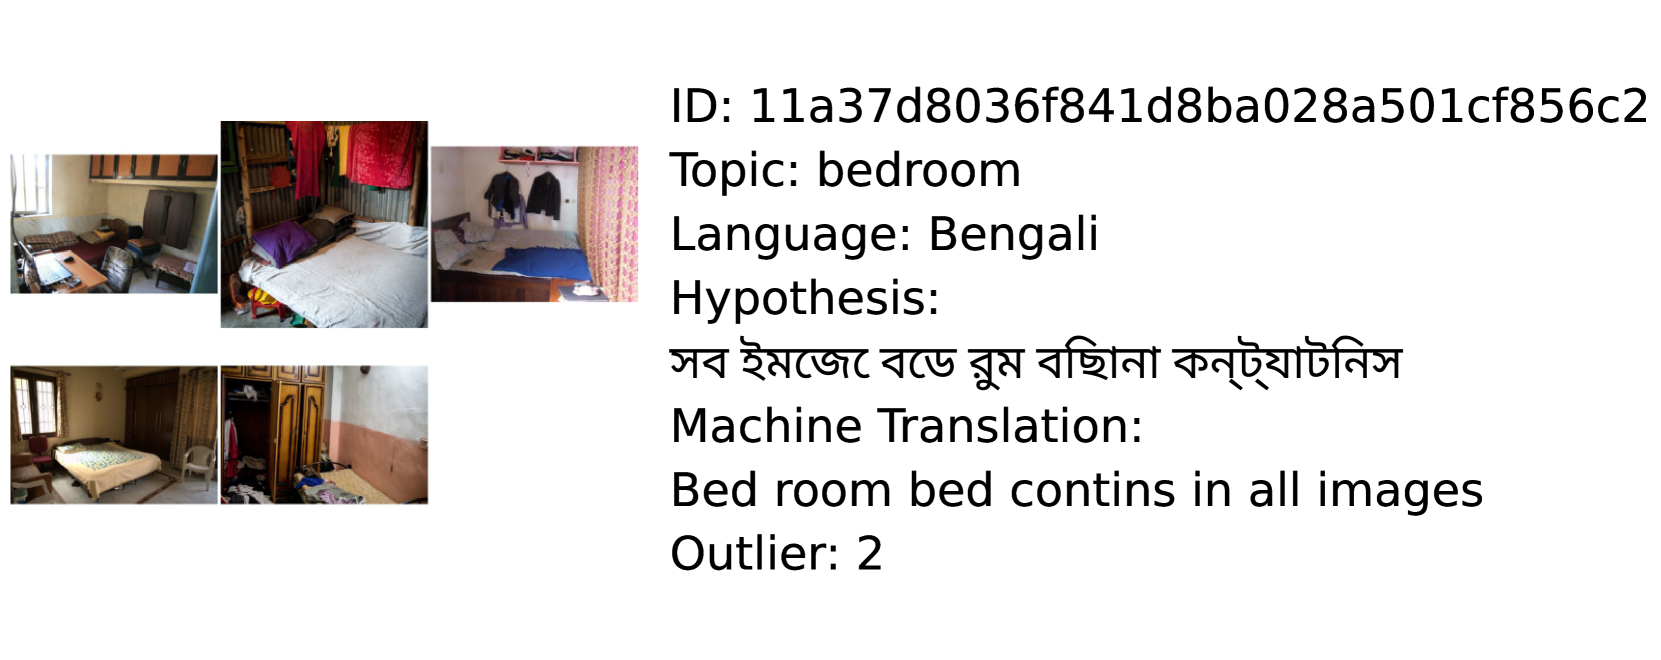 ID: 11a37d8036f841d8ba028a501cf856c2
Topic: bedroom
Language: Bengali
Hypothesis:
সব ইমজেে বডে রুম বছিানা কন্ট্যাটনিস
Machine Translation:
Bed room bed contins in all images
Outlier: 2